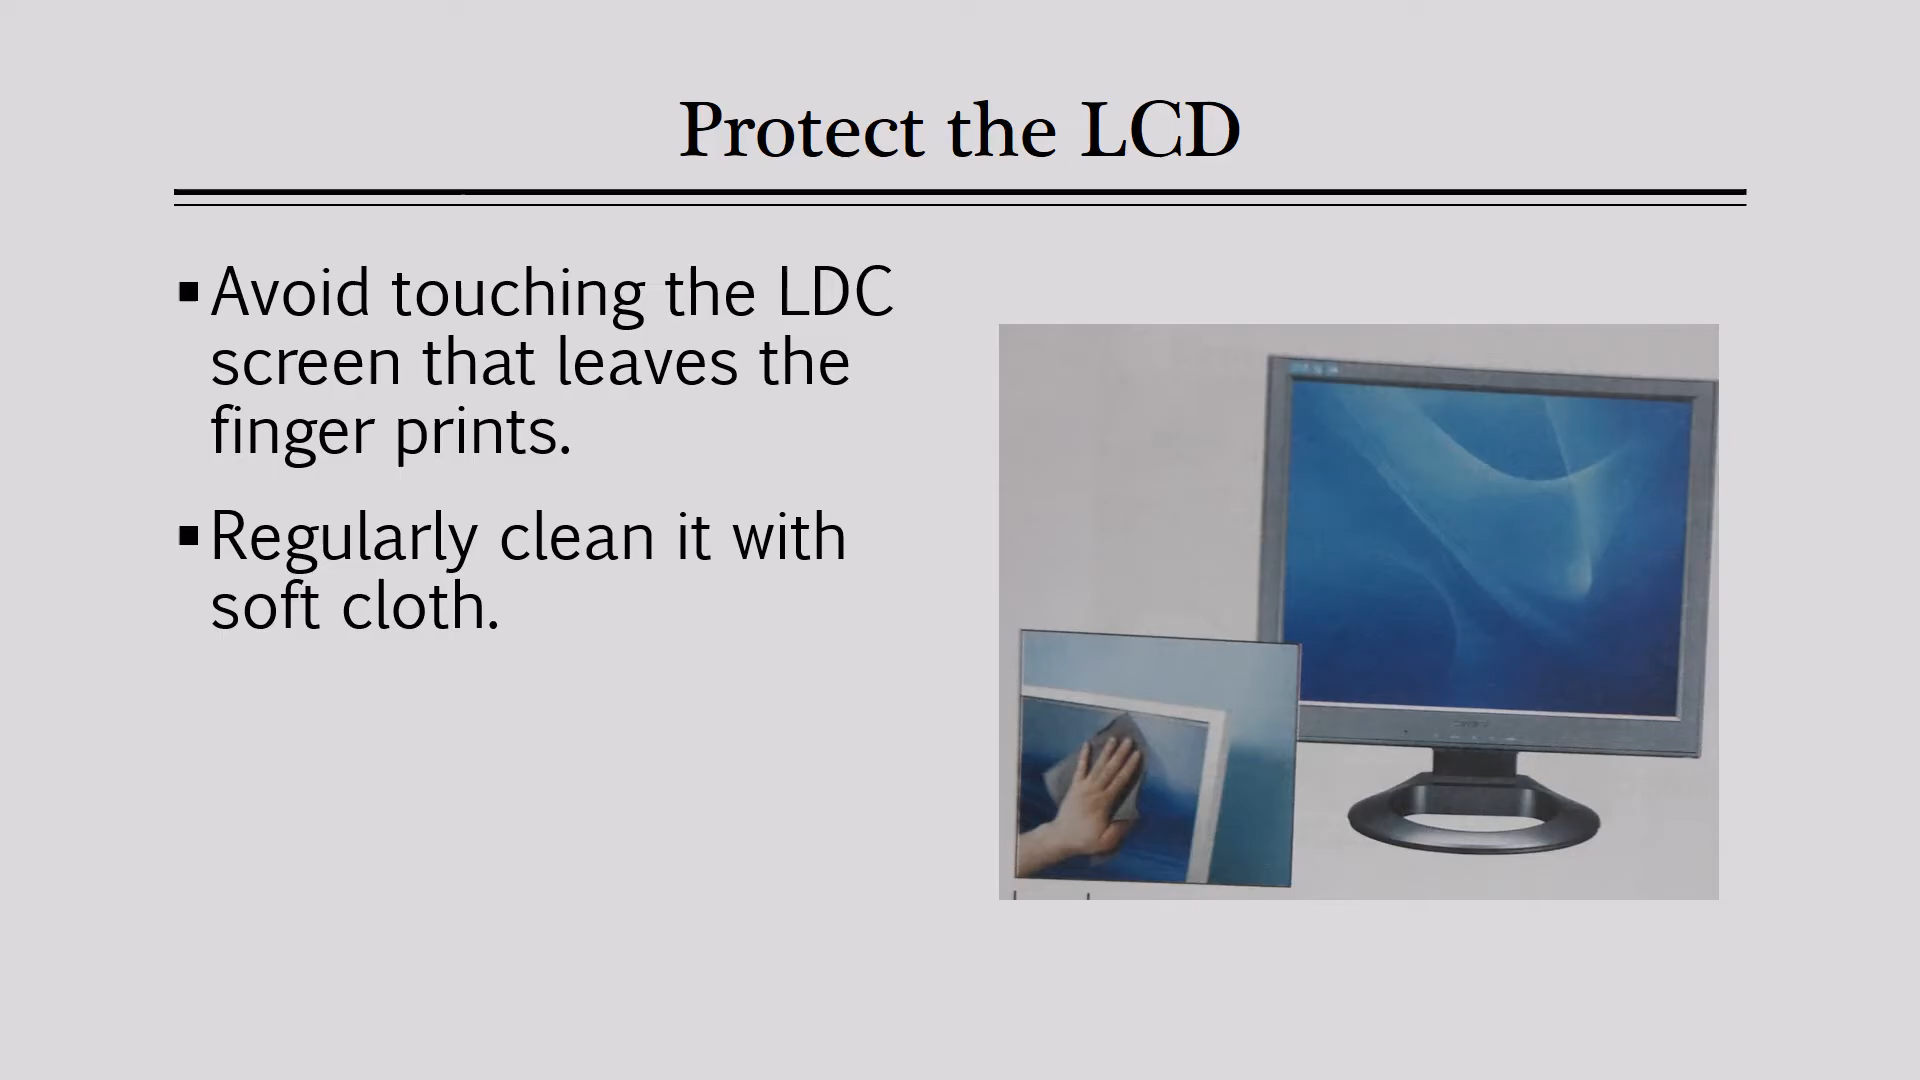 Protect the LCD
▪Avoid touching the LDC
screen that leaves the
finger prints.
▪Regularly clean it with
soft cloth.